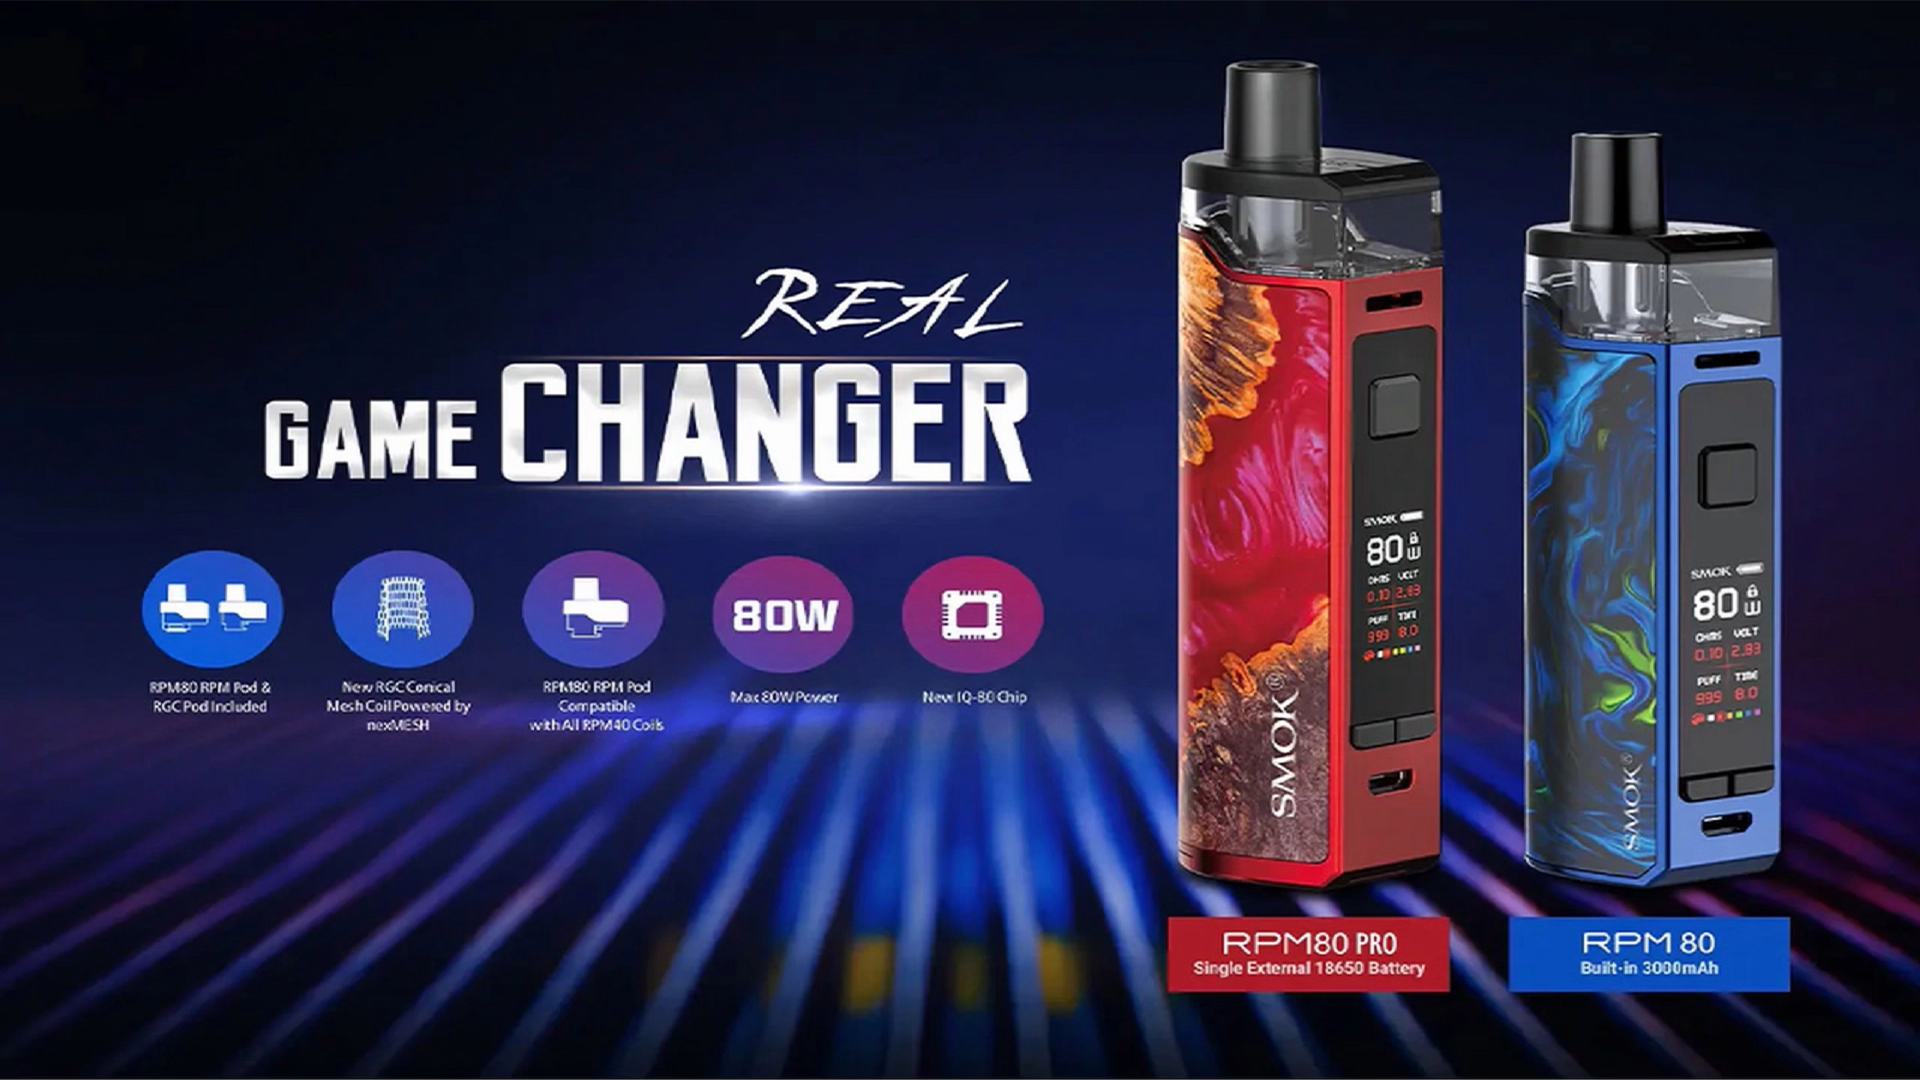 REAL
GAME CHANGER
80W
RPM80 RPM Pod &
RGC Pod Included
New RGC Conical
Mesh Coil Powered by
nexMESH
RPM80 RPM Pod
Compatible
with All RPM40 Coils
Max 80W Power
New IQ-80 Chip
SMOK
80 W
OHMS VOLT
0.10 2.83
PUFF TIME
999 8.0
SMOK®
SMOK
80 W
OHMS VOLT
0.10 2.83
PUFF TIME
999 8.0
SMOK®
RPM80 PRO
Single External 18650 Battery
RPM 80
Built-in 3000mAh